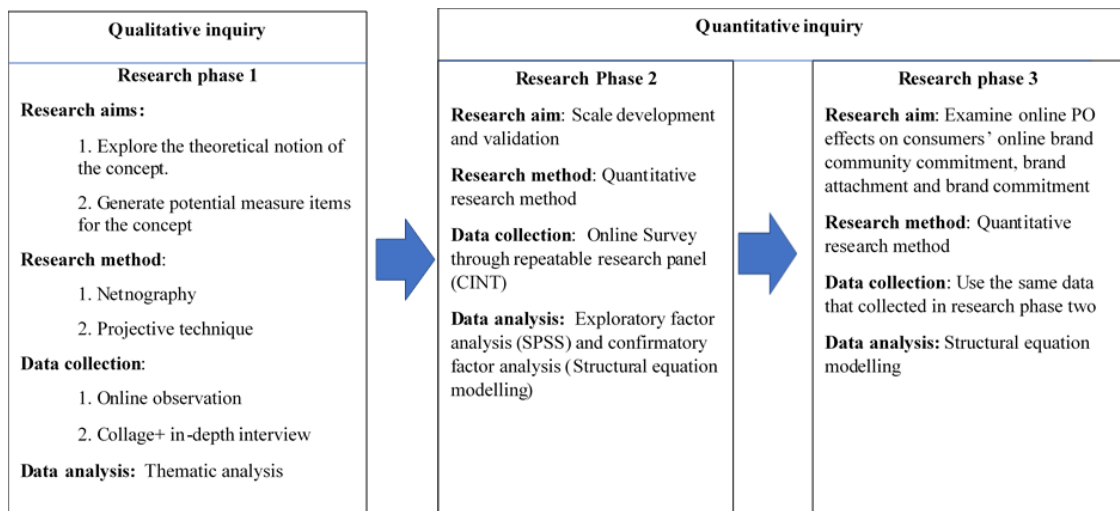 Qualitative inquiry
Research phase 1
Research aims:
1. Explore the theoretical notion of
the concept.
2. Generate potential measure items
for the concept
Research method:
1. Netnography
2. Projective technique
Data collection:
1. Online observation
2. Collage+ in-depth interview
Data analysis: Thematic analysis
Quantitative inquiry
Research Phase 2
Research aim: Scale development
and validation
Research method: Quantitative
research method
Data collection: Online Survey
through repeatable research panel
(CINT)
Data analysis: Exploratory factor
analysis (SPSS) and confirmatory
factor analysis (Structural equation
modelling)
Research phase 3
Research aim: Examine online PO
effects on consumers' online brand
community commitment, brand
attachment and brand commitment
Research method: Quantitative
research method
Data collection: Use the same data
that collected in research phase two
Data analysis: Structural equation
modelling